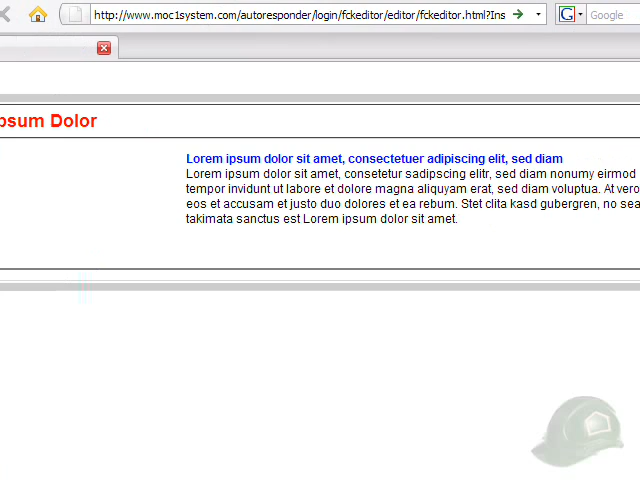 http://www.moc1system.com/autoresponder/login/fckeditor/editor/fckeditor.html?Ins
Google
psum Dolor
Lorem ipsum dolor sit amet, consectetuer adipiscing elit, sed diam
Lorem ipsum dolor sit amet, consetetur sadipscing elitr, sed diam nonumy eirmod
tempor invidunt ut labore et dolore magna aliquyam erat, sed diam voluptua. At vero
eos et accusam et justo duo dolores et ea rebum. Stet clita kasd gubergren, no sea
takimata sanctus est Lorem ipsum dolor sit amet.